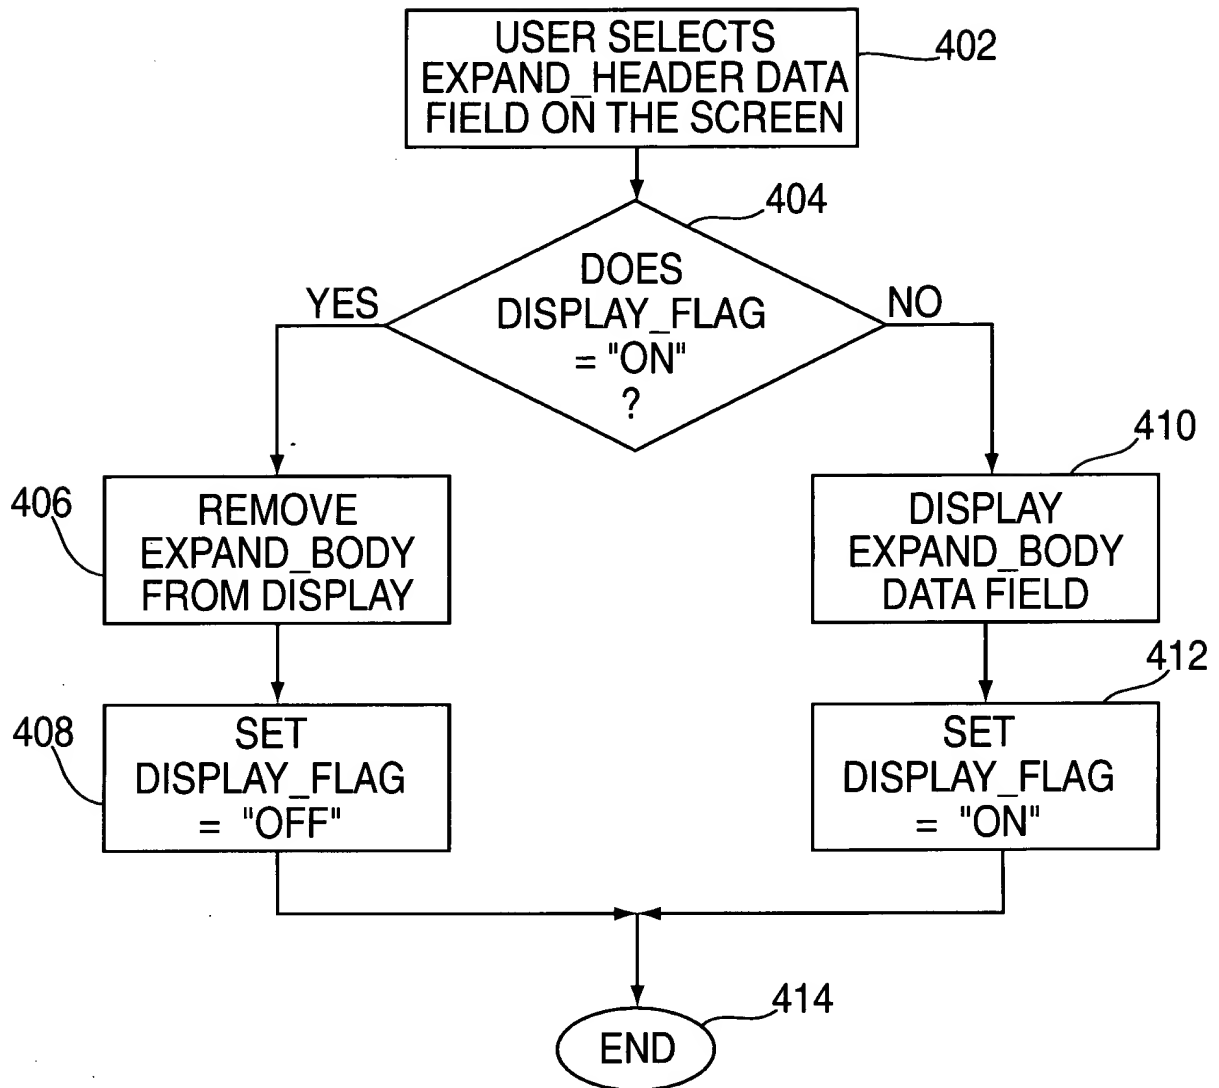 USER SELECTS
EXPAND_HEADER DATA
FIELD ON THE SCREEN
402
404
DOES
DISPLAY_FLAG
= "ON"
?
YES
NO
406
REMOVE
EXPAND_BODY
FROM DISPLAY
410
DISPLAY
EXPAND_BODY
DATA FIELD
408
SET
DISPLAY_FLAG
= "OFF"
412
SET
DISPLAY_FLAG
= "ON"
414
END